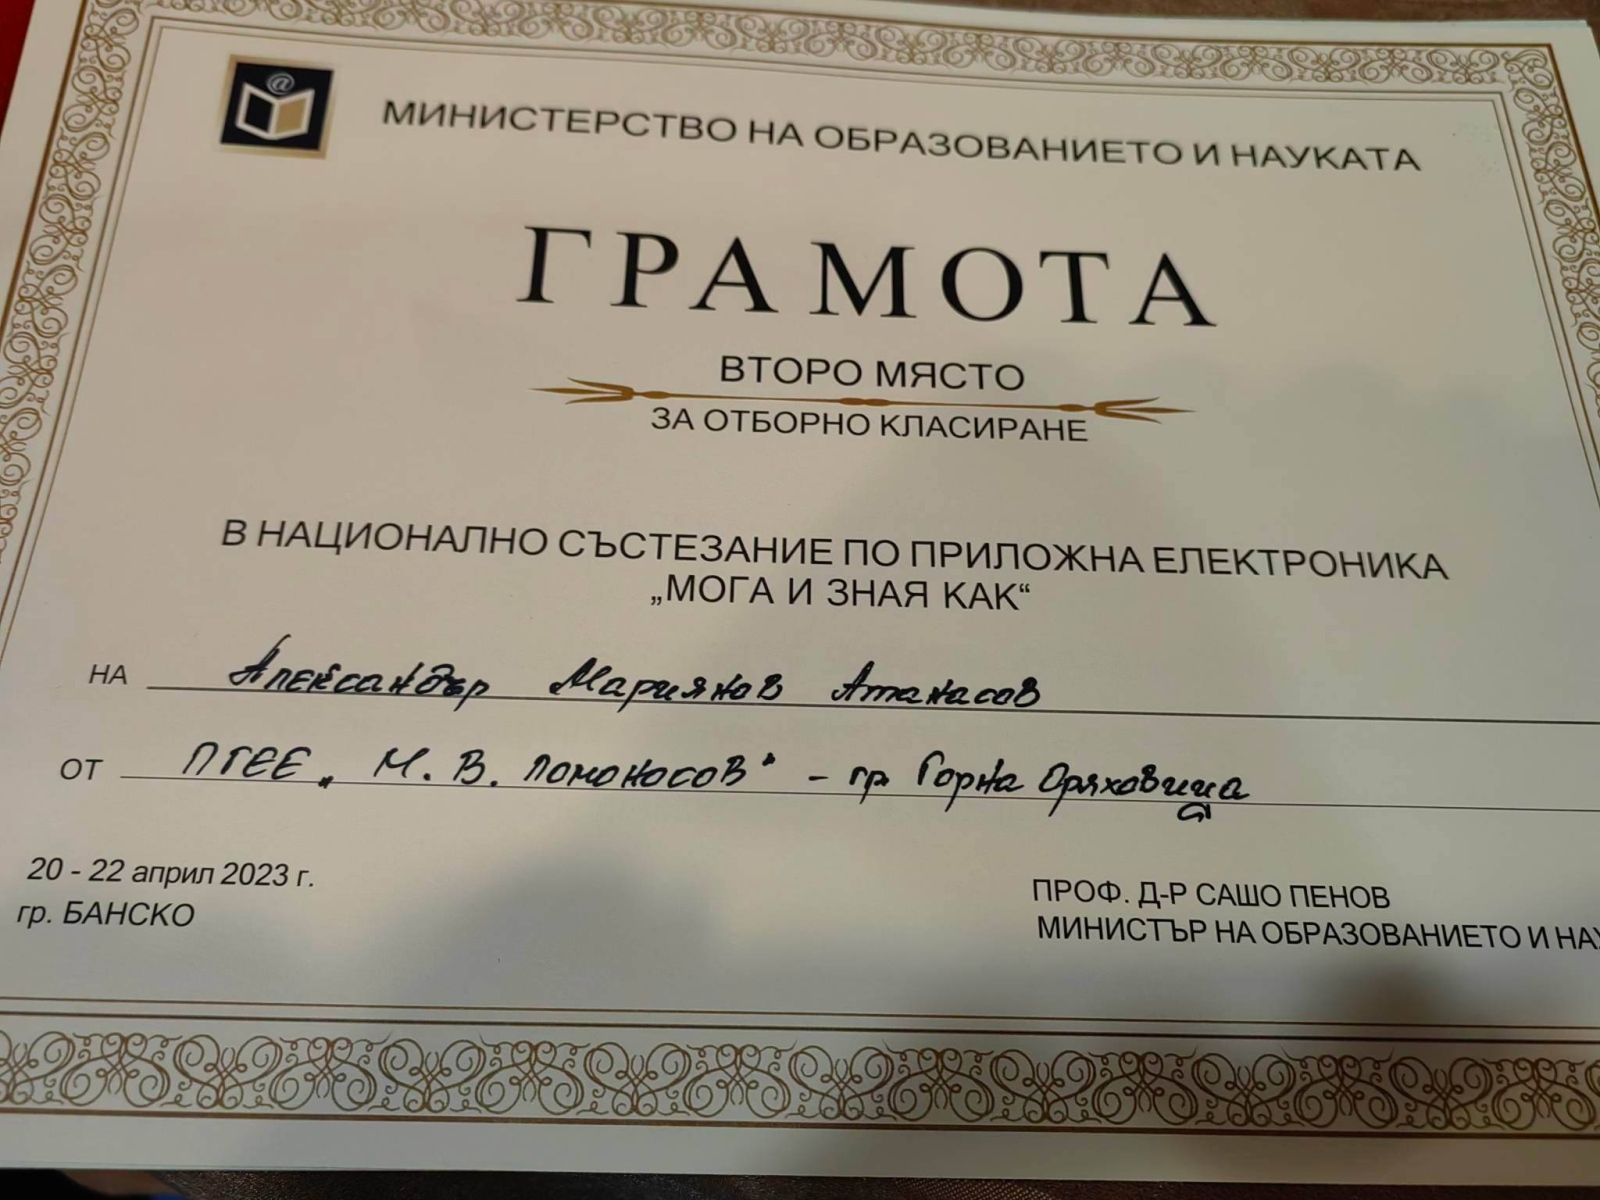 @
МИНИСТЕРСТВО НА ОБРАЗОВАНИЕТО И НАУКАТА
ГРАМОТА
ВТОРО МЯСТО
ЗА ОТБОРНО КЛАСИРАНЕ
В НАЦИОНАЛНО СЪСТЕЗАНИЕ ПО ПРИЛОЖНА ЕЛЕКТРОНИКА
„МОГА И ЗНАЯ КАК“
НА Александър Мариянов Атанасов
ОТ ПГЕЕ „М. В. Ломоносов" - гр Горна Оряховица
20 - 22 април 2023 г.
гр. БАНСКО
ПРОФ. Д-Р САШО ПЕНОВ
МИНИСТЪР НА ОБРАЗОВАНИЕТО И НАУ